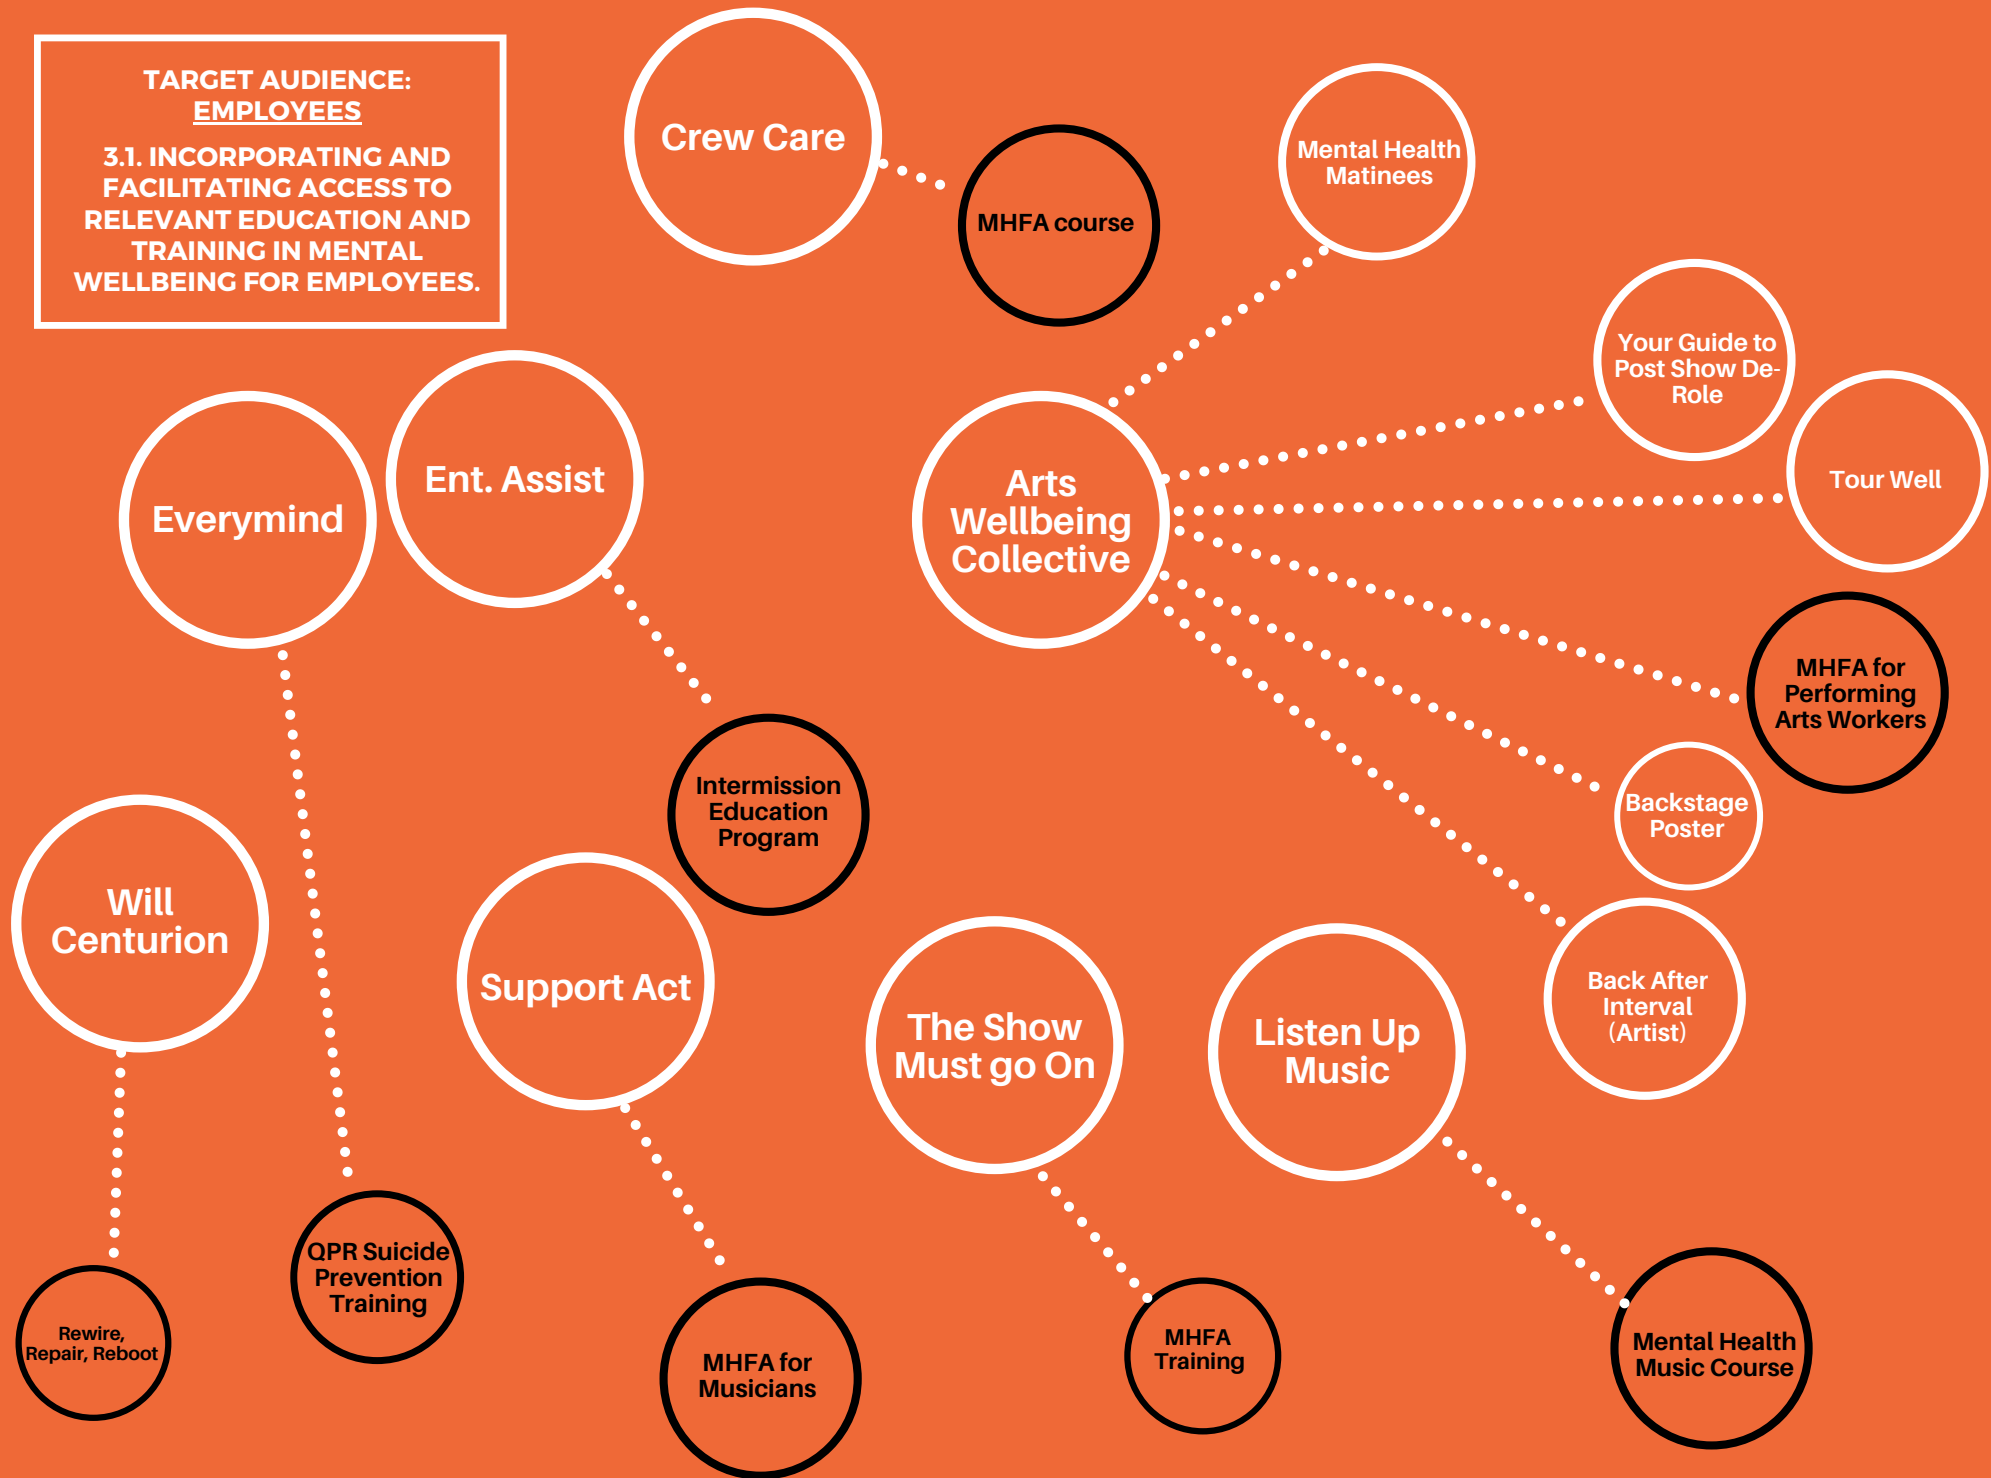 TARGET AUDIENCE:
EMPLOYEES
3.1. INCORPORATING AND
FACILITATING ACCESS TO
RELEVANT EDUCATION AND
TRAINING IN MENTAL
WELLBEING FOR EMPLOYEES.
Crew Care
MHFA course
Mental Health
Matinees
Your Guide to
Post Show De-
Role
Tour Well
Ent. Assist
Everymind
Arts
Wellbeing
Collective
MHFA for
Performing
Arts Workers
Intermission
Education
Program
Backstage
Poster
Will
Centurion
Support Act
The Show
Must go On
Listen Up
Music
Back After
Interval
(Artist)
QPR Suicide
Prevention
Training
Rewire,
Repair, Reboot
MHFA for
Musicians
MHFA
Training
Mental Health
Music Course